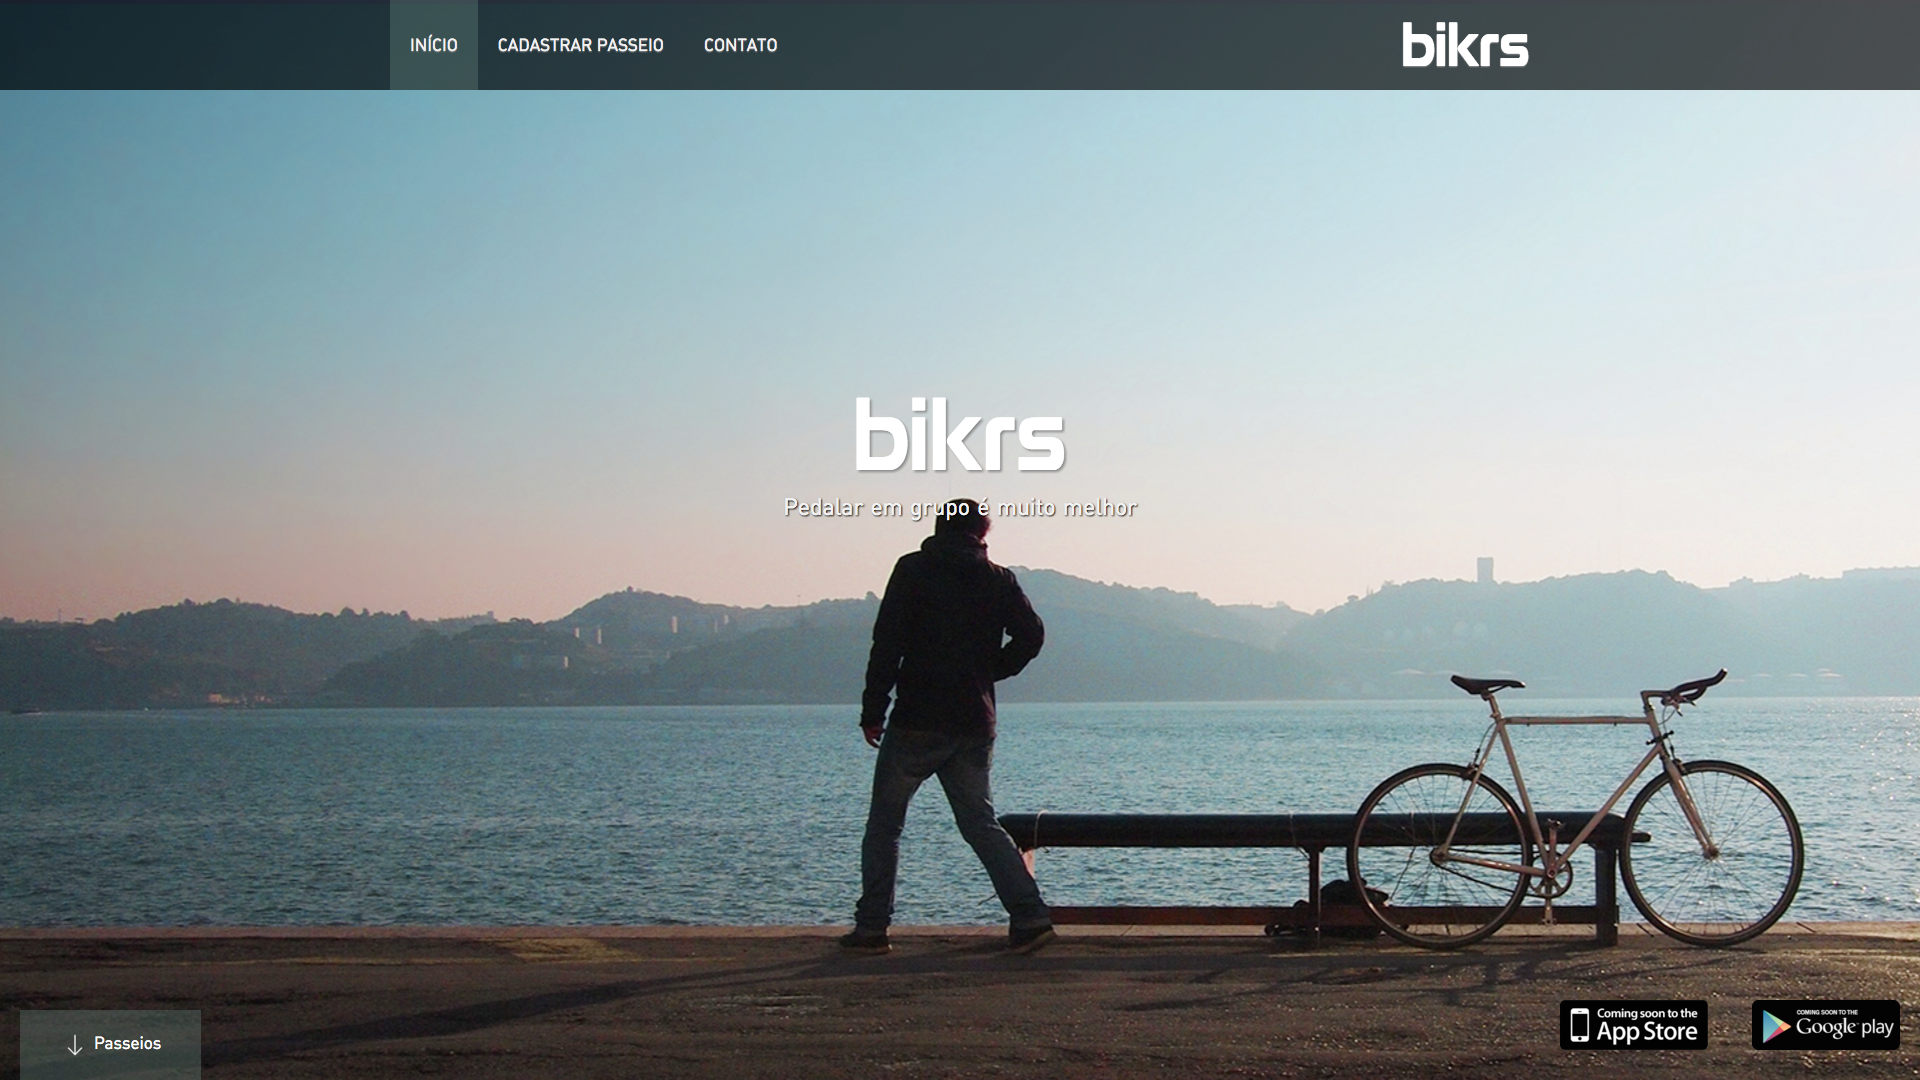 INÍCIO
CADASTRAR PASSEIO
CONTATO
bikrs
bikrs
Pedalar em grupo é muito melhor
Passeios
Coming soon to the
App Store
COMING SOON TO THE
Google play